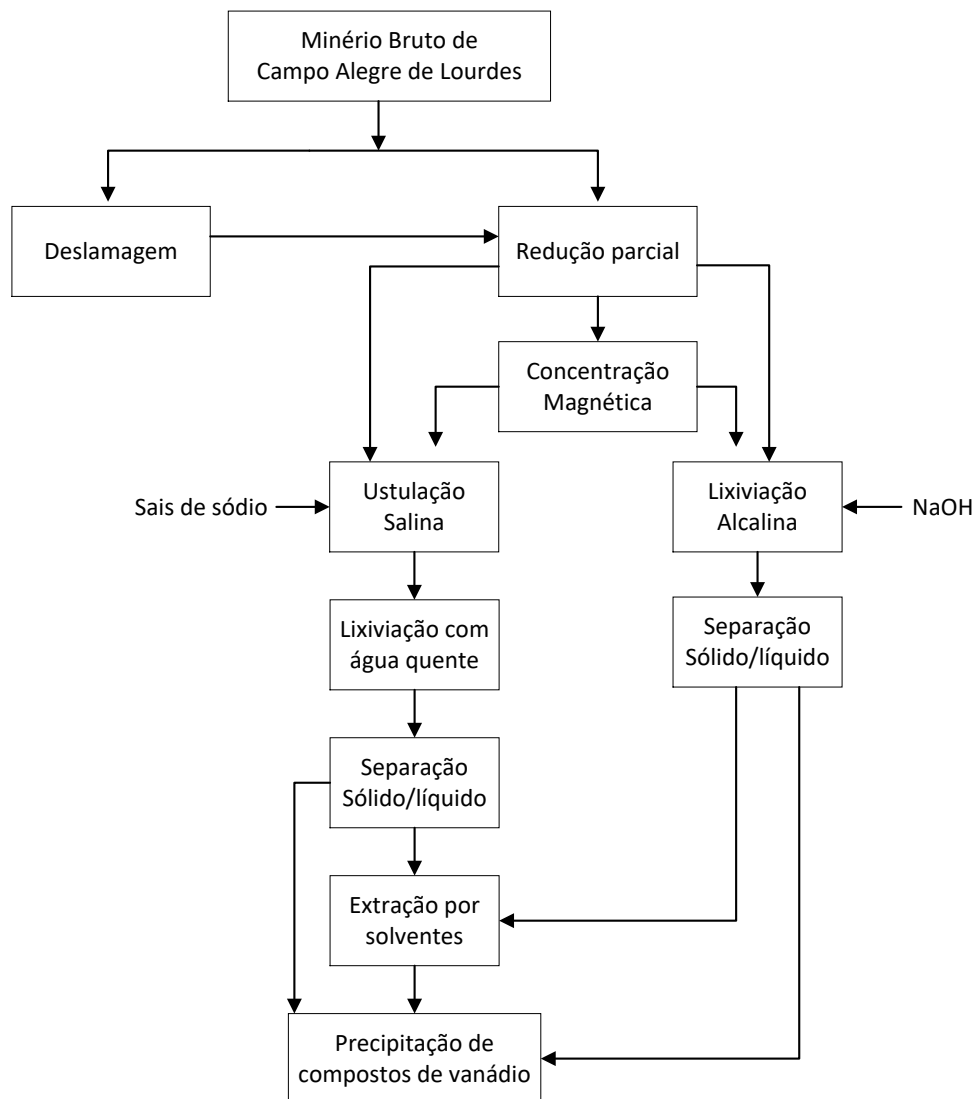 Minério Bruto de
Campo Alegre de Lourdes
Deslamagem
Redução parcial
Concentração
Magnética
Sais de sódio
Ustulação
Salina
Lixiviação
Alcalina
NaOH
Lixiviação com
água quente
Separação
Sólido/líquido
Separação
Sólido/líquido
Extração por
solventes
Precipitação de
compostos de vanádio